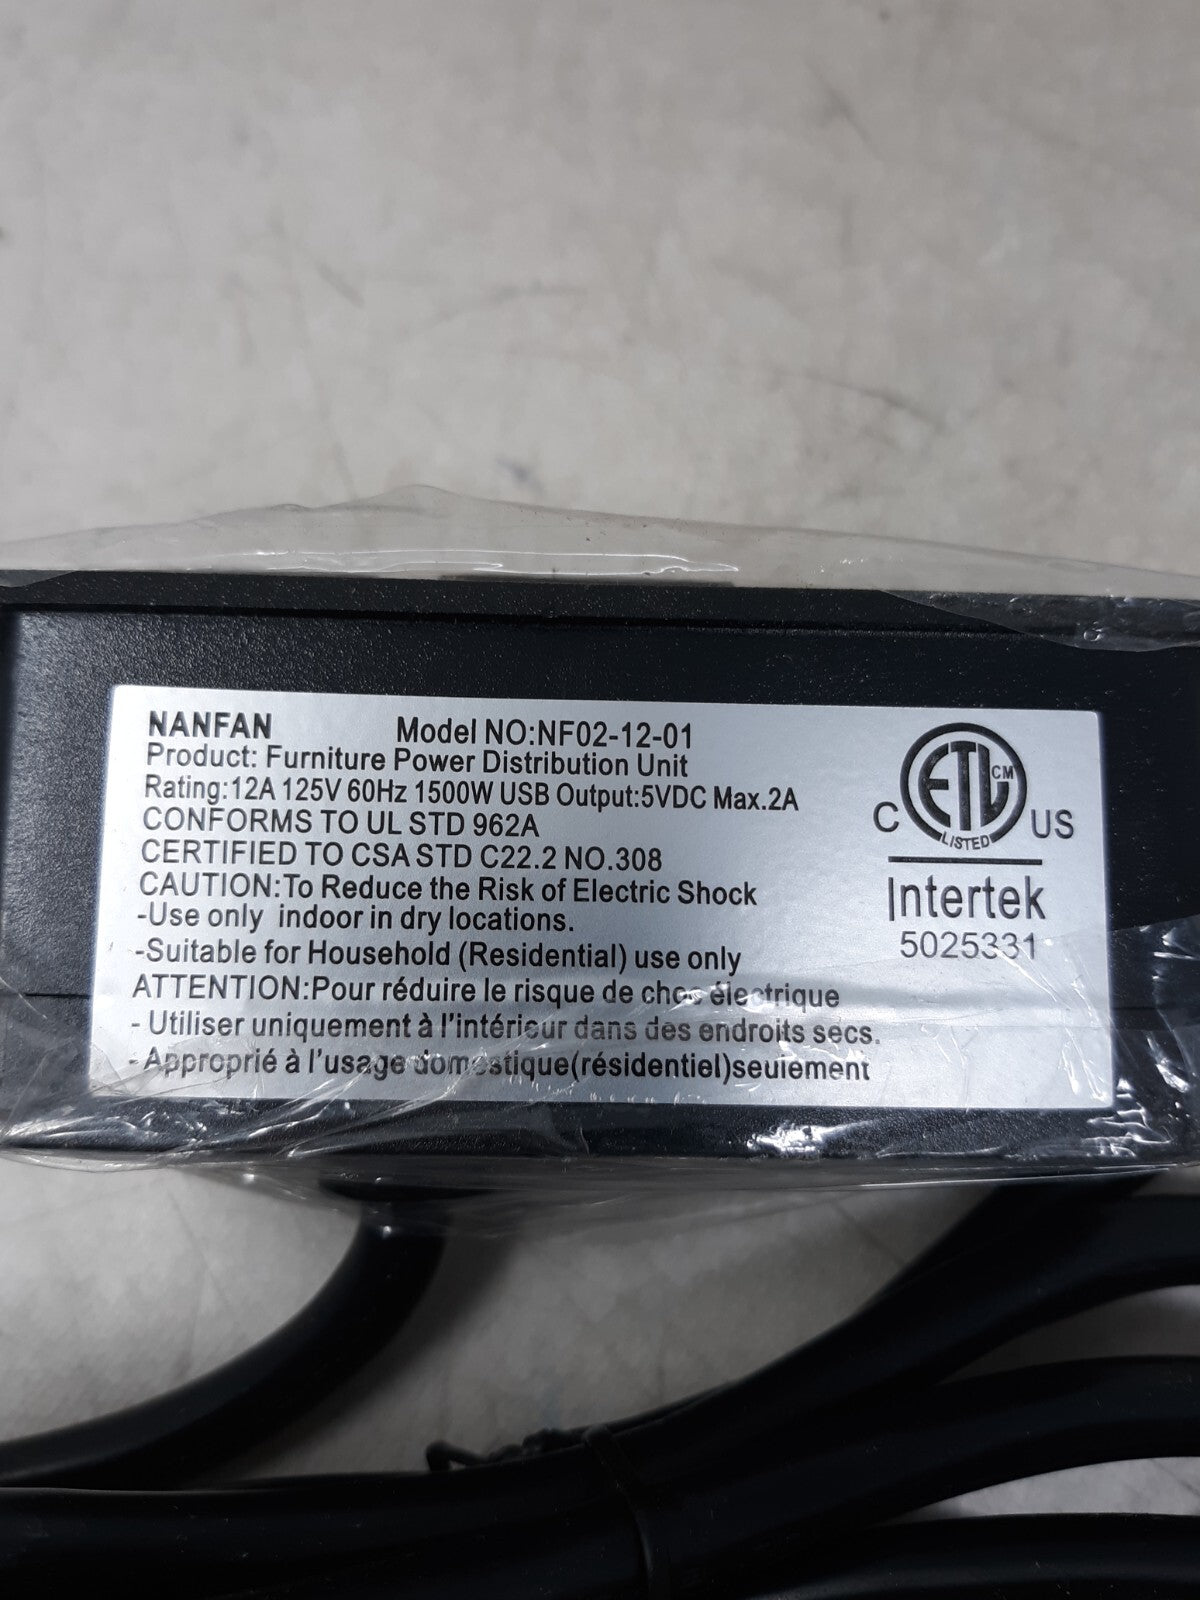 NANFAN Model NO:NF02-12-01
Product: Furniture Power Distribution Unit
Rating:12A 125V 60Hz 1500W USB Output:5VDC Max.2A
CONFORMS TO UL STD 962A
CERTIFIED TO CSA STD C22.2 NO.308
CAUTION:To Reduce the Risk of Electric Shock
-Use only indoor in dry locations.
-Suitable for Household (Residential) use only
ATTENTION:Pour réduire le risque de choc électrique
- Utiliser uniquement à l'intérieur dans des endroits secs.
- Approprié à l'usage domestique(résidentiel)seulement
ETL CM
LISTED
C US
Intertek
5025331